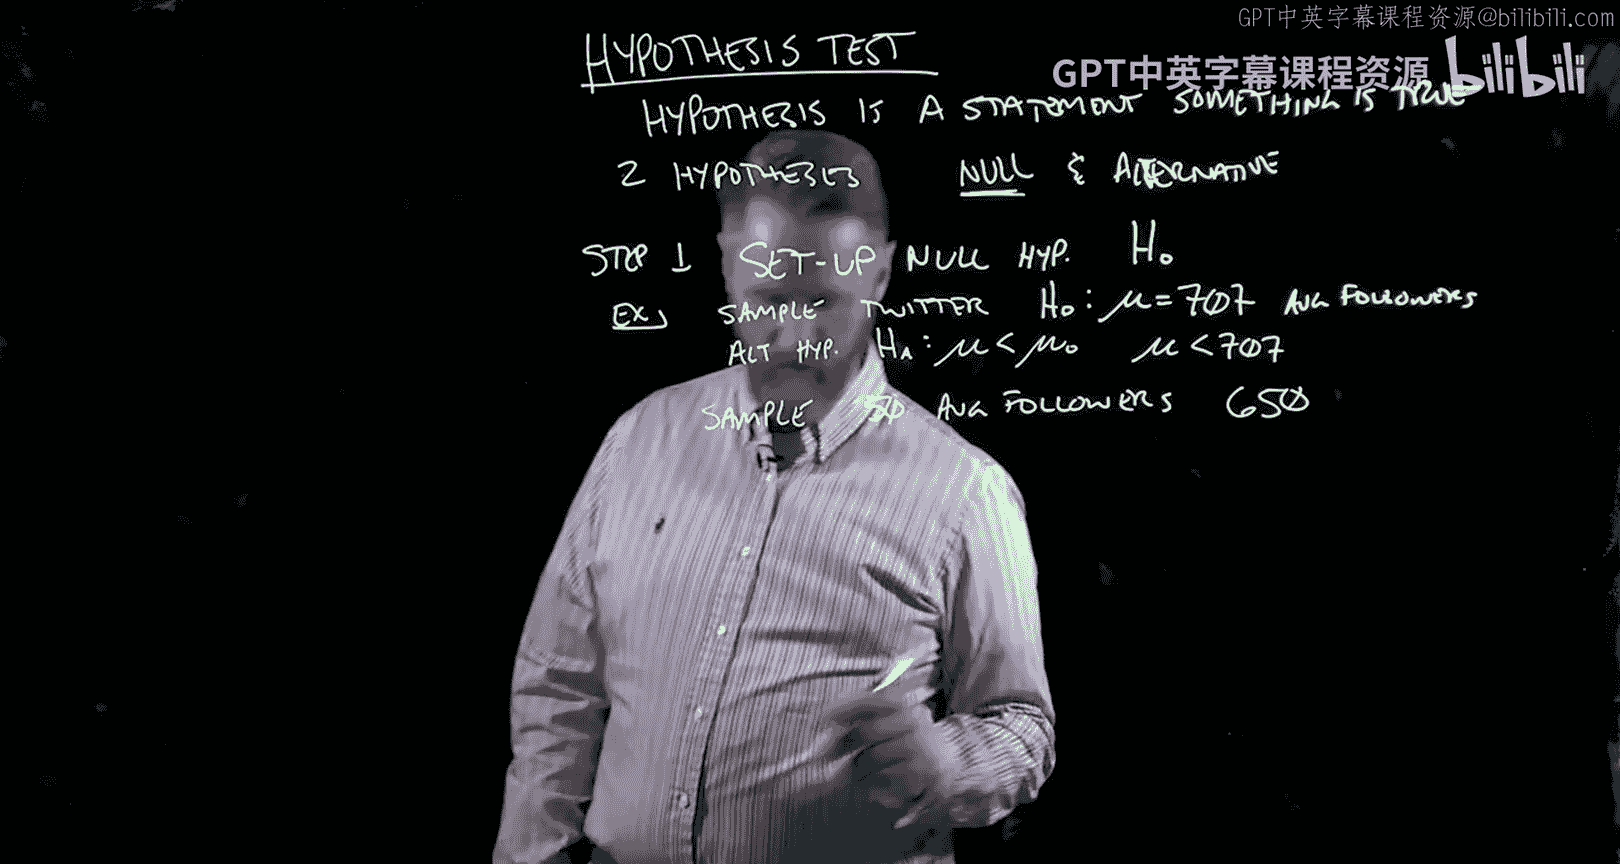 GPT中英字幕课程资源@bilibili.com
GPT中英字幕课程资源 bilibili
HYPOTHESIS TEST
HYPOTHESIS IS A STATEMENT SOMETHING IS TRUE
2 HYPOTHESES NULL & ALTERNATIVE
STEP 1 SET-UP NULL HYP. H₀
EX, SAMPLE TWITTER H₀: μ=707 AVG FOLLOWERS
ALT HYP. Hₐ: μ<μ₀ μ<707
SAMPLE 50 AVG FOLLOWERS 650